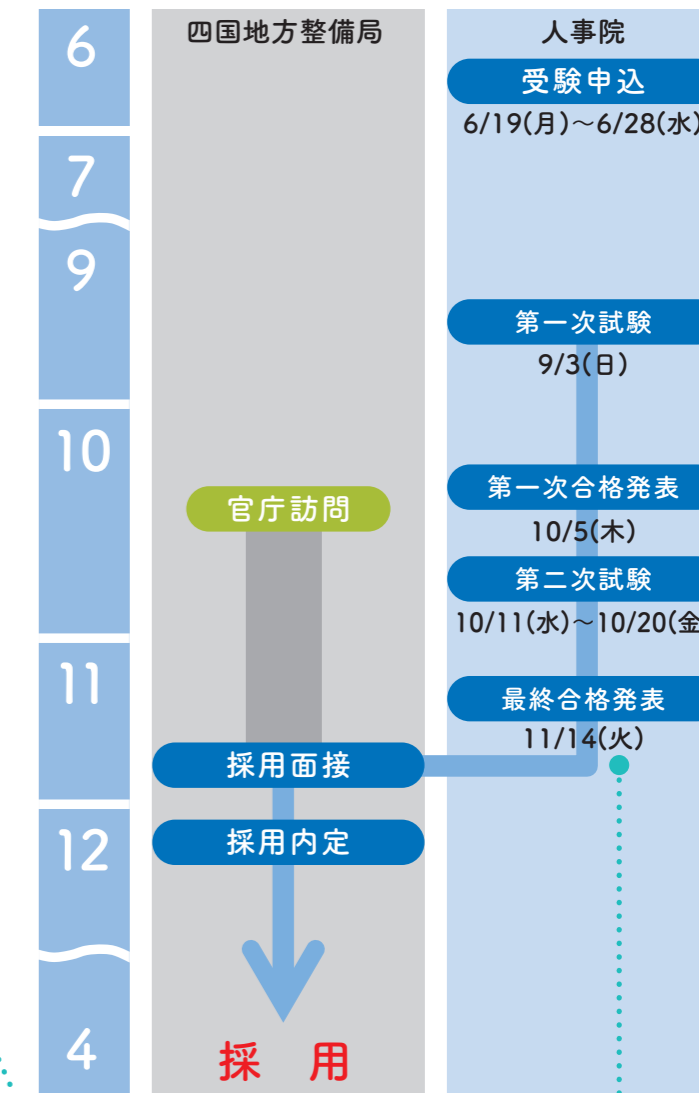 6
7
9
10
11
12
4
四国地方整備局
官庁訪問
採用面接
採用内定
採　用
人事院
受験申込
6/19(月)～6/28(水)
第一次試験
9/3(日)
第一次合格発表
10/5(木)
第二次試験
10/11(水)～10/20(金
最終合格発表
11/14(火)